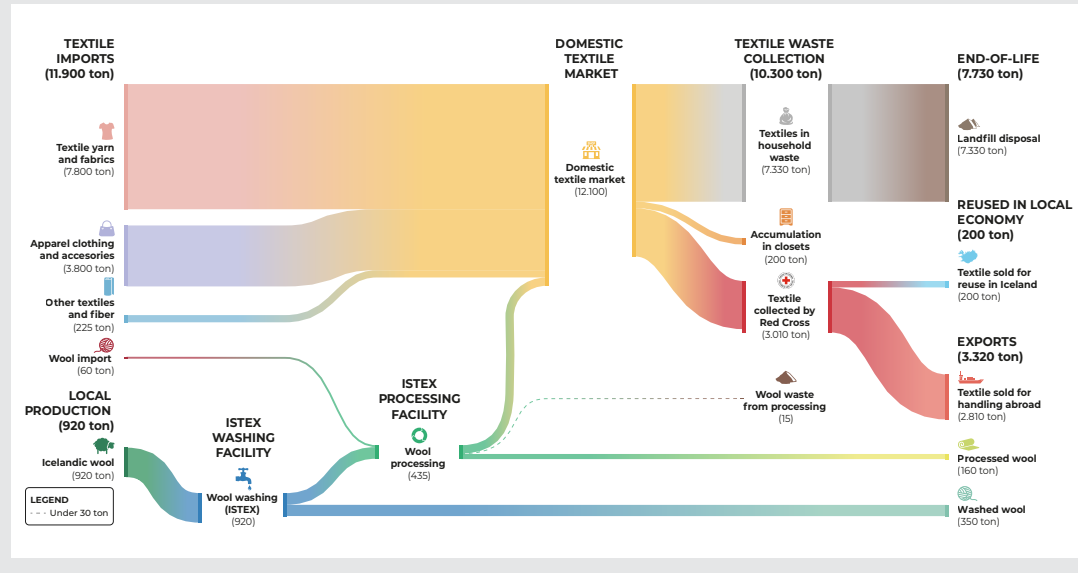 TEXTILE
IMPORTS
(11.900 ton)
Textile yarn
and fabrics
(7.800 ton)
Apparel clothing
and accesories
(3.800 ton)
Other textiles
and fiber
(225 ton)
Wool import
(60 ton)
LOCAL
PRODUCTION
(920 ton)
Icelandic wool
(920 ton)
LEGEND
Under 30 ton
ISTEX
WASHING
FACILITY
Wool washing
(ISTEX)
(920)
ISTEX
PROCESSING
FACILITY
Wool
processing
(435)
DOMESTIC
TEXTILE
MARKET
Domestic
textile market
(12.100)
TEXTILE WASTE
COLLECTION
(10.300 ton)
Textiles in
household
waste
(7.330 ton)
Accumulation
in closets
(200 ton)
Textile
collected by
Red Cross
(3.010 ton)
Wool waste
from processing
(15)
END-OF-LIFE
(7.730 ton)
Landfill disposal
(7.330 ton)
REUSED IN LOCAL
ECONOMY
(200 ton)
Textile sold for
reuse in Iceland
(200 ton)
EXPORTS
(3.320 ton)
Textile sold for
handling abroad
(2.810 ton)
Processed wool
(160 ton)
Washed wool
(350 ton)